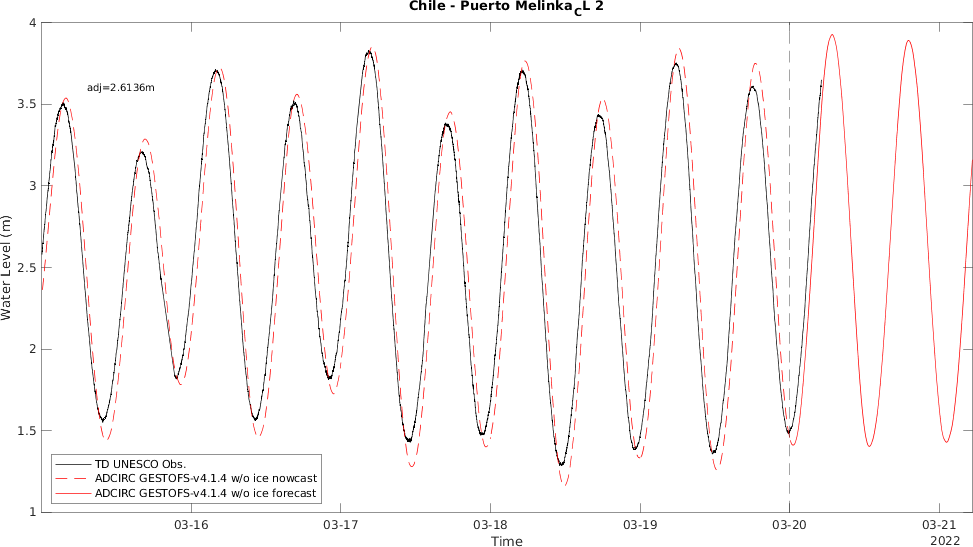 Chile - Puerto MelinkaCL 2
4
adj=2.6136m
3.5
3
2.5
2
1.5
1
Water Level (m)
TD UNESCO Obs.
ADCIRC GESTOFS-v4.1.4 w/o ice nowcast
ADCIRC GESTOFS-v4.1.4 w/o ice forecast
03-16 03-17 03-18 03-19 03-20 03-21
Time 2022